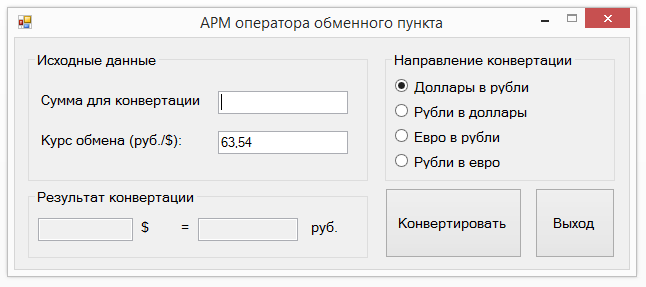 АРМ оператора обменного пункта
Исходные данные
Сумма для конвертации
Курс обмена (руб./$): 63,54
Результат конвертации
$ = руб.
Направление конвертации
Доллары в рубли
Рубли в доллары
Евро в рубли
Рубли в евро
Конвертировать
Выход